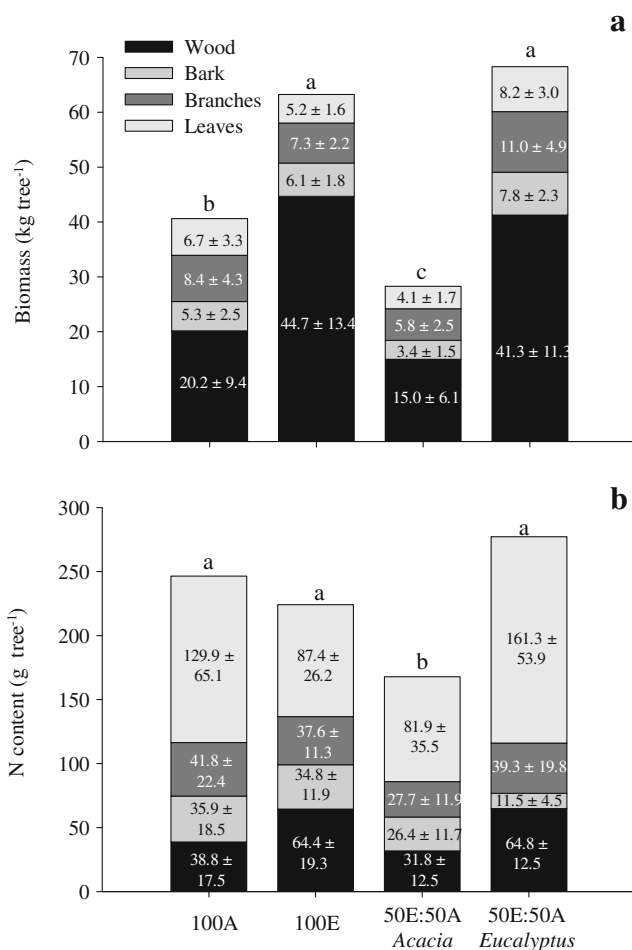 a
Wood
Bark
Branches
Leaves
Biomass (kg tree-1)
70
60
50
40
30
20
10
0
b
6.7 ± 3.3
8.4 ± 4.3
5.3 ± 2.5
20.2 ± 9.4
a
5.2 ± 1.6
7.3 ± 2.2
6.1 ± 1.8
44.7 ± 13.4
c
4.1 ± 1.7
5.8 ± 2.5
3.4 ± 1.5
15.0 ± 6.1
a
8.2 ± 3.0
11.0 ± 4.9
7.8 ± 2.3
41.3 ± 11.3
b
N content (g tree-1)
300
250
200
150
100
50
0
a
129.9 ±
65.1
41.8 ±
22.4
35.9 ±
18.5
38.8 ±
17.5
a
87.4 ±
26.2
37.6 ±
11.3
34.8 ±
11.9
64.4 ±
19.3
b
81.9 ±
35.5
27.7 ± 11.9
26.4 ± 11.7
31.8 ±
12.5
a
161.3 ±
53.9
39.3 ± 19.8
11.5 ± 4.5
64.8 ±
12.5
100A
100E
50E:50A
Acacia
50E:50A
Eucalyptus